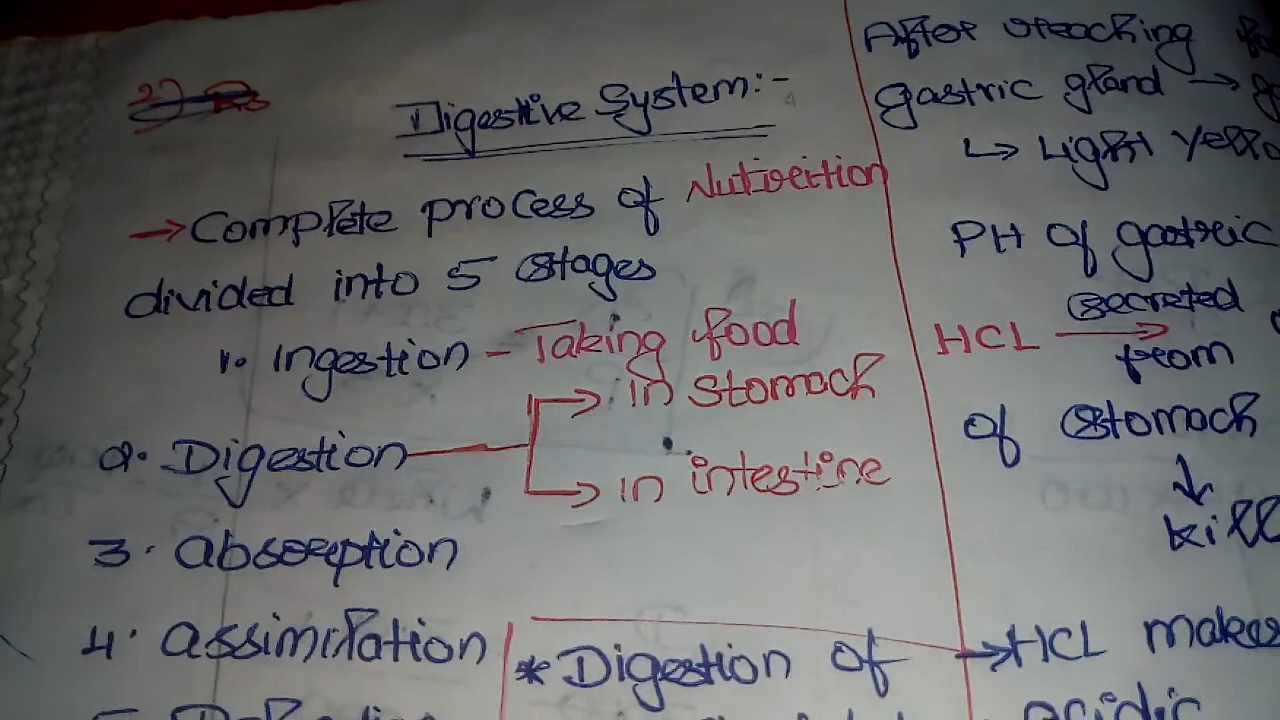 Digestive System:-
→ Complete process of Nutrition
divided into 5 stages
1. Ingestion - Taking food
2. Digestion → in stomach
→ in intestine
3. absorption
4. assimilation
* Digestion of
After reaching
gastric gland →
↳ Light Yello
PH of gastric
HCL secreted from →
of stomach
↓
kill
→ HCL makes
acidic